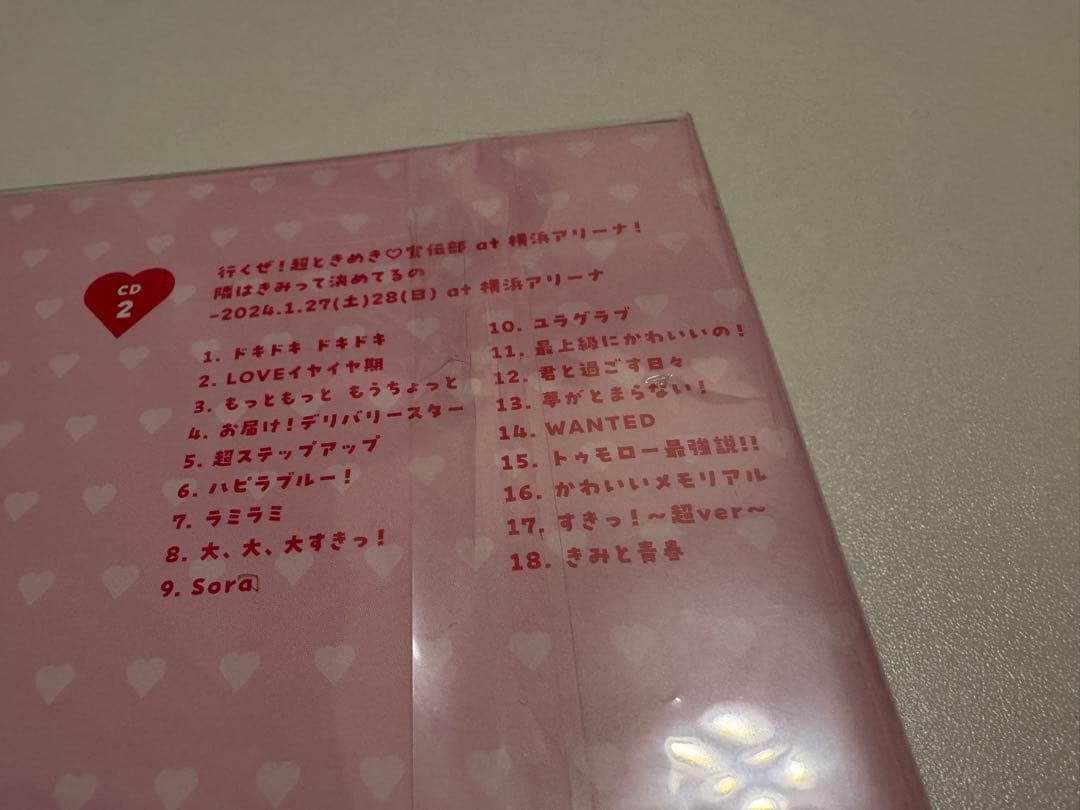 CD
2
行くぜ!超ときめき♡宣伝部 at 横浜アリーナ!
隣はきみって決めてるの
-2024.1.27(土)28(日) at 横浜アリーナ
1. ドキドキ ドキドキ
2. LOVEイヤイヤ期
3. もっともっと もうちょっと
4. お届け!デリバリースター
5. 超ステップアップ
6. ハピラブルー!
7. ラミラミ
8. 大、大、大すきっ!
9. Sora
10. ユラグラブ
11. 最上級にかわいいの!
12. 君と過ごす日々
13. 夢がとまらない!
14. WANTED
15. トゥモロー最強説!!
16. かわいいメモリアル
17. すきっ!〜超ver〜
18. きみと青春